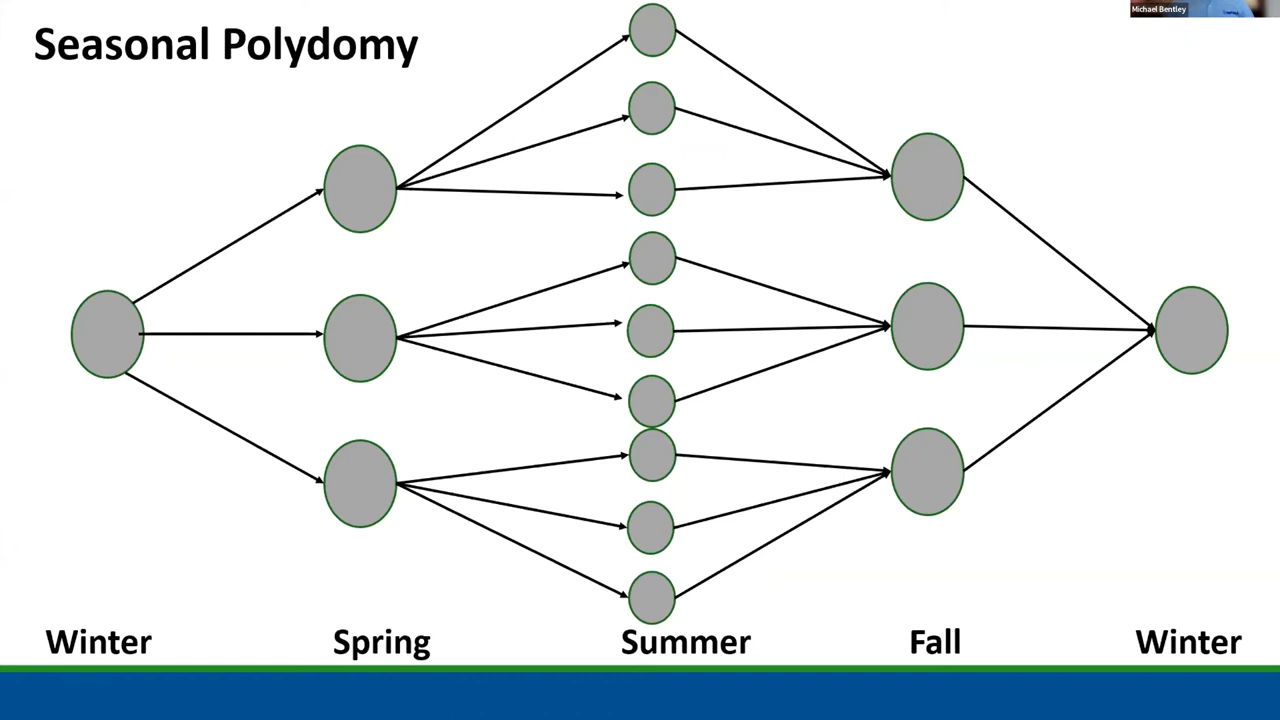 Michael Bentley
Seasonal Polydomy
Winter
Spring
Summer
Fall
Winter